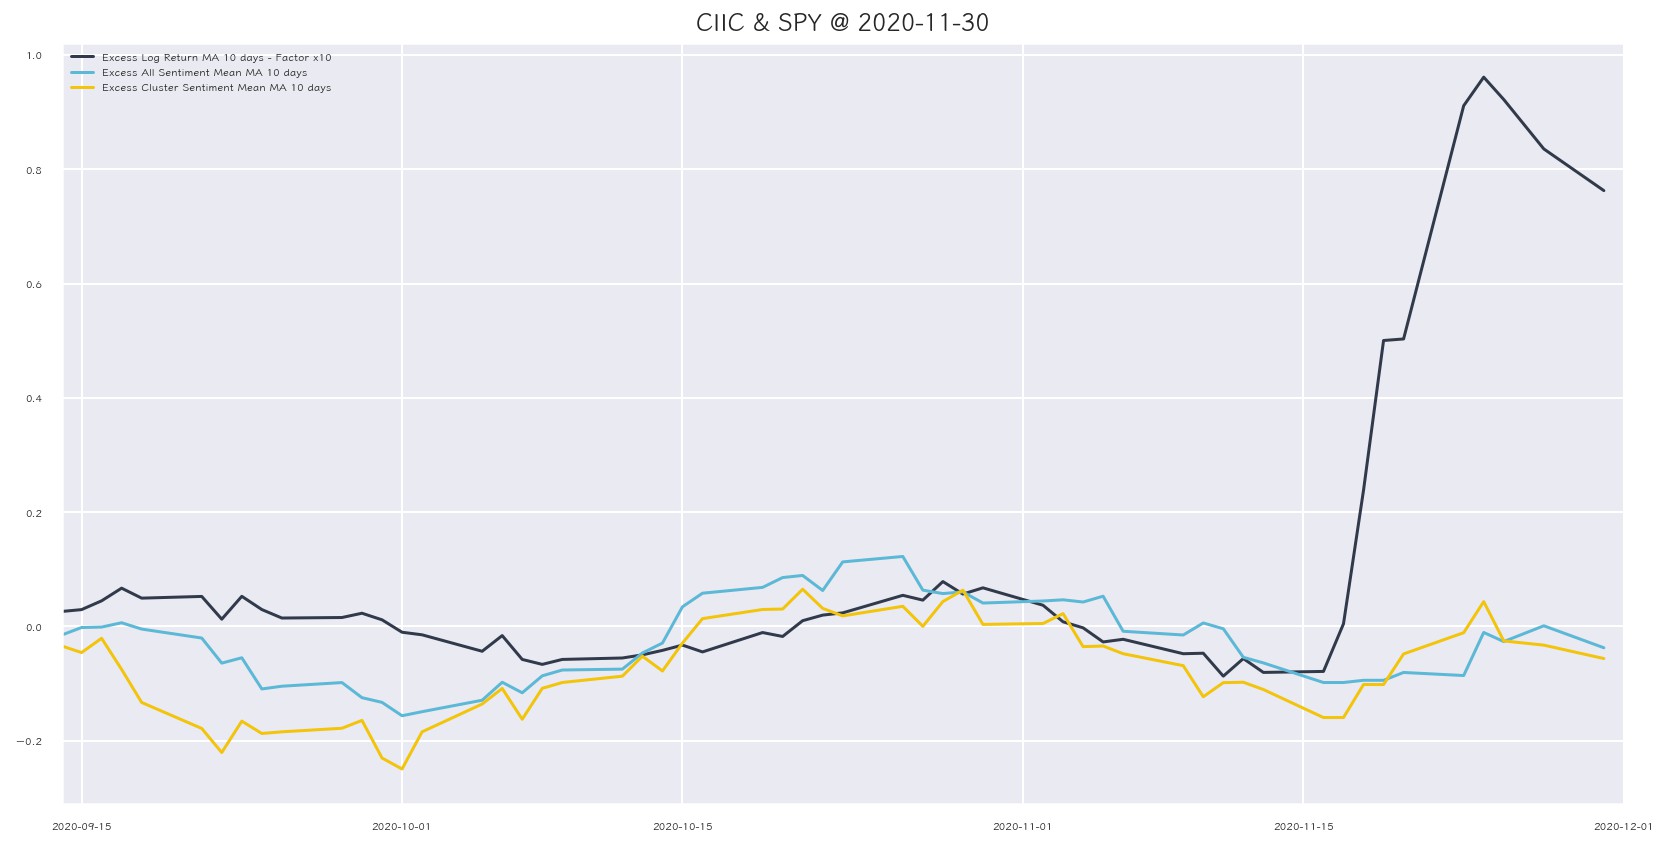 CIIC & SPY @ 2020-11-30
1.0
0.8
0.6
0.4
0.2
0.0
−0.2
Excess Log Return MA 10 days - Factor x10
Excess All Sentiment Mean MA 10 days
Excess Cluster Sentiment Mean MA 10 days
2020-09-15 2020-10-01 2020-10-15 2020-11-01 2020-11-15 2020-12-01